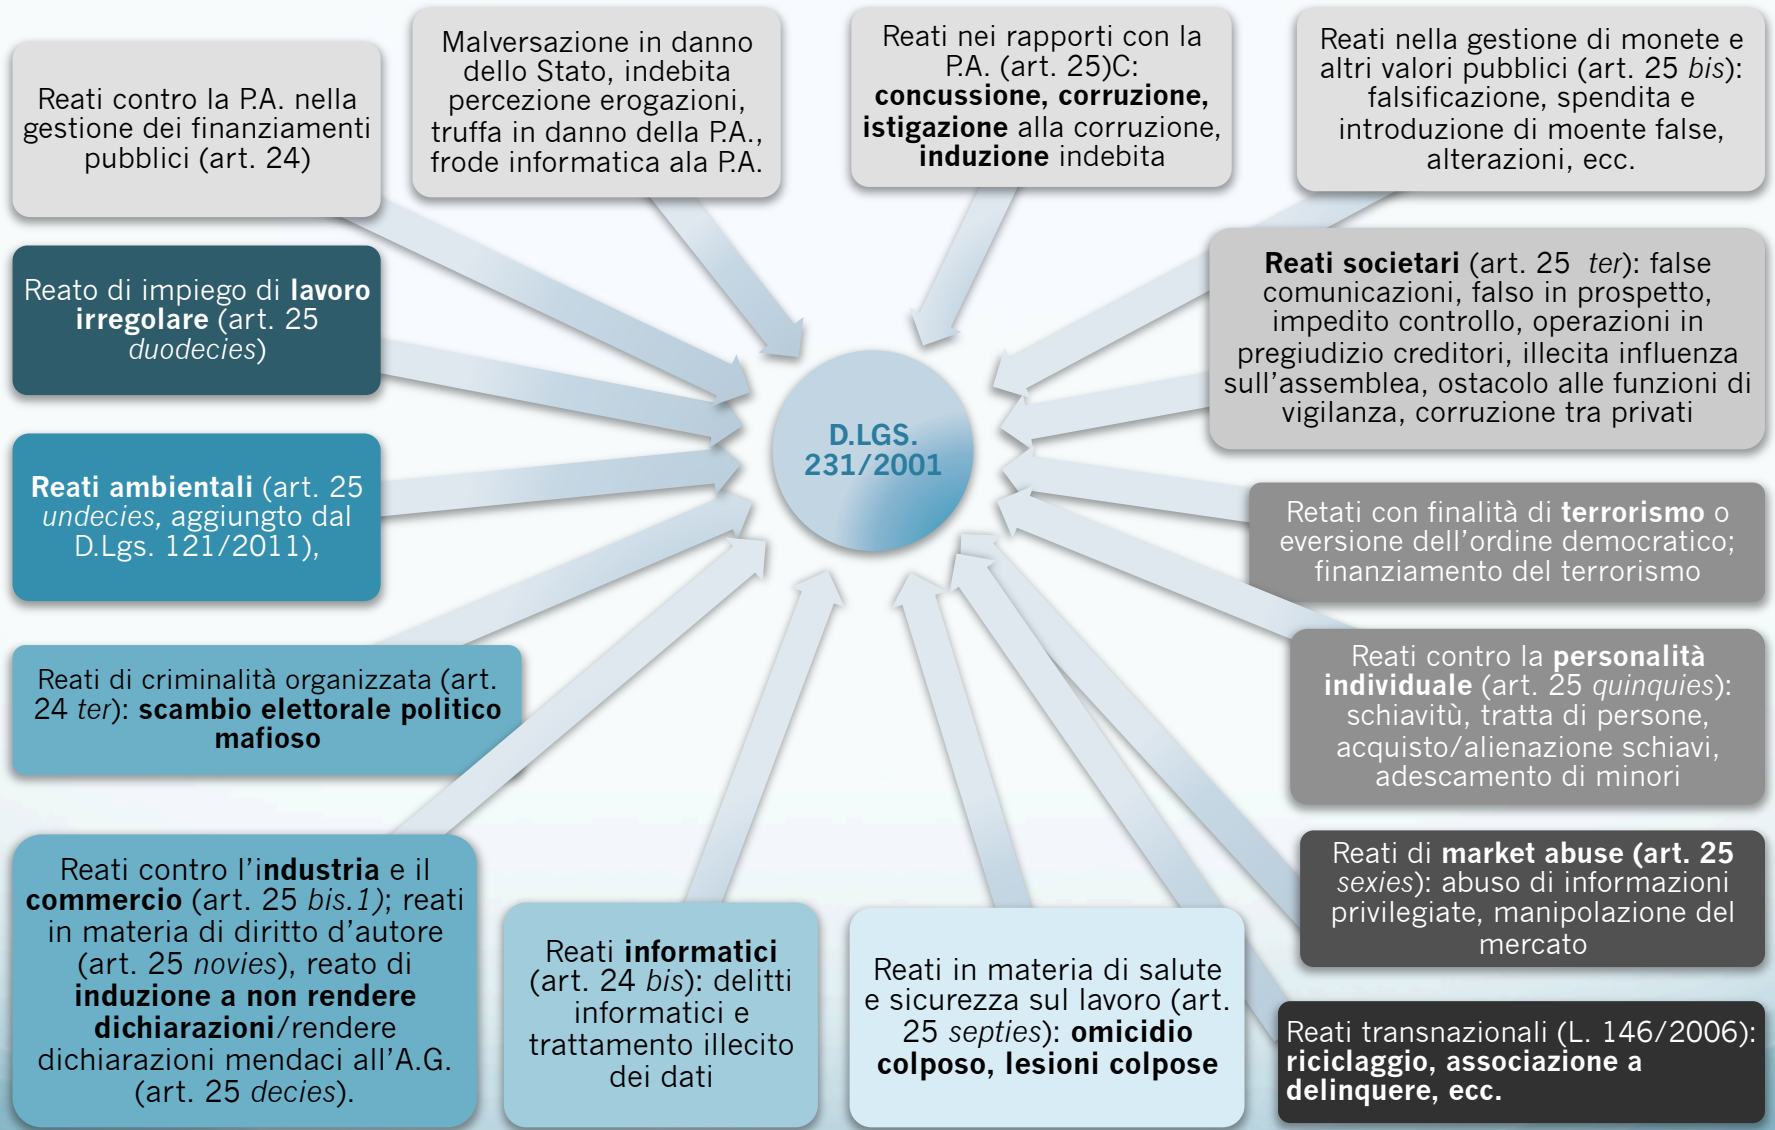 Reati contro la P.A. nella
gestione dei finanziamenti
pubblici (art. 24)
Malversazione in danno
dello Stato, indebita
percezione erogazioni,
truffa in danno della P.A.,
frode informatica ala P.A.
Reati nei rapporti con la
P.A. (art. 25)C:
concussione, corruzione,
istigazione alla corruzione,
induzione indebita
Reati nella gestione di monete e
altri valori pubblici (art. 25 bis):
falsificazione, spendita e
introduzione di moente false,
alterazioni, ecc.
Reato di impiego di lavoro
irregolare (art. 25
duodecies)
Reati societari (art. 25 ter): false
comunicazioni, falso in prospetto,
impedito controllo, operazioni in
pregiudizio creditori, illecita influenza
sull'assemblea, ostacolo alle funzioni di
vigilanza, corruzione tra privati
D.LGS.
231/2001
Reati ambientali (art. 25
undecies, aggiungto dal
D.Lgs. 121/2011),
Retati con finalità di terrorismo o
eversione dell'ordine democratico;
finanziamento del terrorismo
Reati di criminalità organizzata (art.
24 ter): scambio elettorale politico
mafioso
Reati contro la personalità
individuale (art. 25 quinquies):
schiavitù, tratta di persone,
acquisto/alienazione schiavi,
adescamento di minori
Reati contro l'industria e il
commercio (art. 25 bis.1); reati
in materia di diritto d'autore
(art. 25 novies), reato di
induzione a non rendere
dichiarazioni/rendere
dichiarazioni mendaci all'A.G.
(art. 25 decies).
Reati informatici
(art. 24 bis): delitti
informatici e
trattamento illecito
dei dati
Reati in materia di salute
e sicurezza sul lavoro (art.
25 septies): omicidio
colposo, lesioni colpose
Reati di market abuse (art. 25
sexies): abuso di informazioni
privilegiate, manipolazione del
mercato
Reati transnazionali (L. 146/2006):
riciclaggio, associazione a
delinquere, ecc.